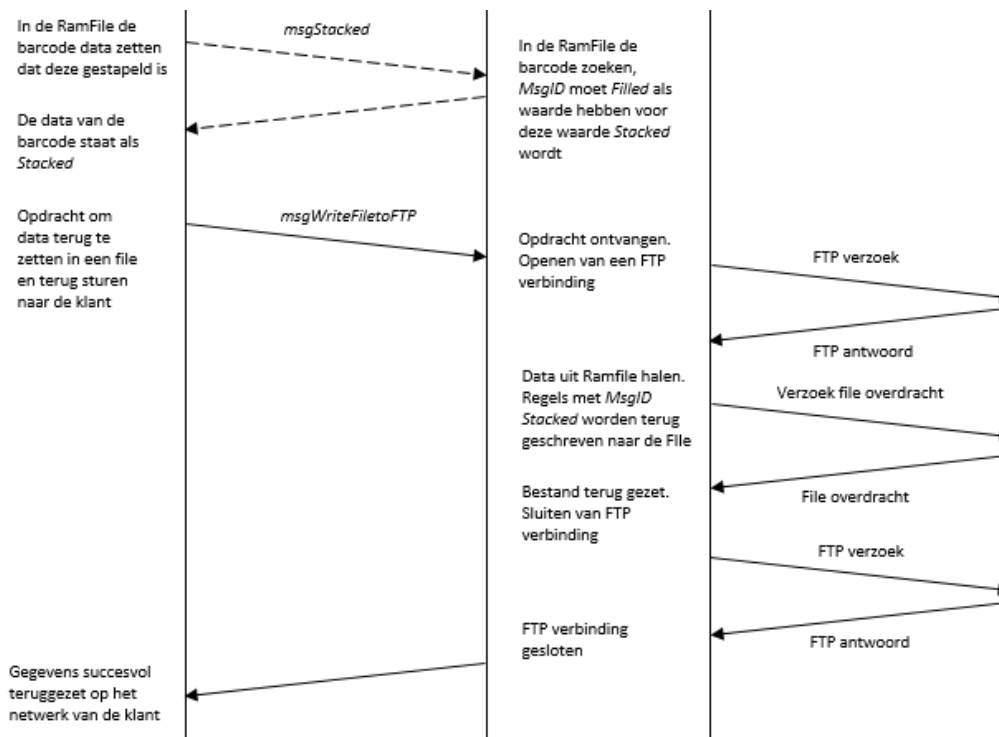 In de RamFile de
barcode data zetten
dat deze gestapeld is
msgStacked
In de RamFile de
barcode zoeken,
MsgID moet Filled als
waarde hebben voor
deze waarde Stacked
wordt
De data van de
barcode staat als
Stacked
Opdracht om
data terug te
zetten in een file
en terug sturen
naar de klant
msgWriteFiletoFTP
Opdracht ontvangen.
Openen van een FTP
verbinding
FTP verzoek
FTP antwoord
Data uit Ramfile halen.
Regels met MsgID
Stacked worden terug
geschreven naar de FIle
Verzoek file overdracht
File overdracht
Bestand terug gezet.
Sluiten van FTP
verbinding
FTP verzoek
FTP antwoord
FTP verbinding
gesloten
Gegevens succesvol
teruggezet op het
netwerk van de klant